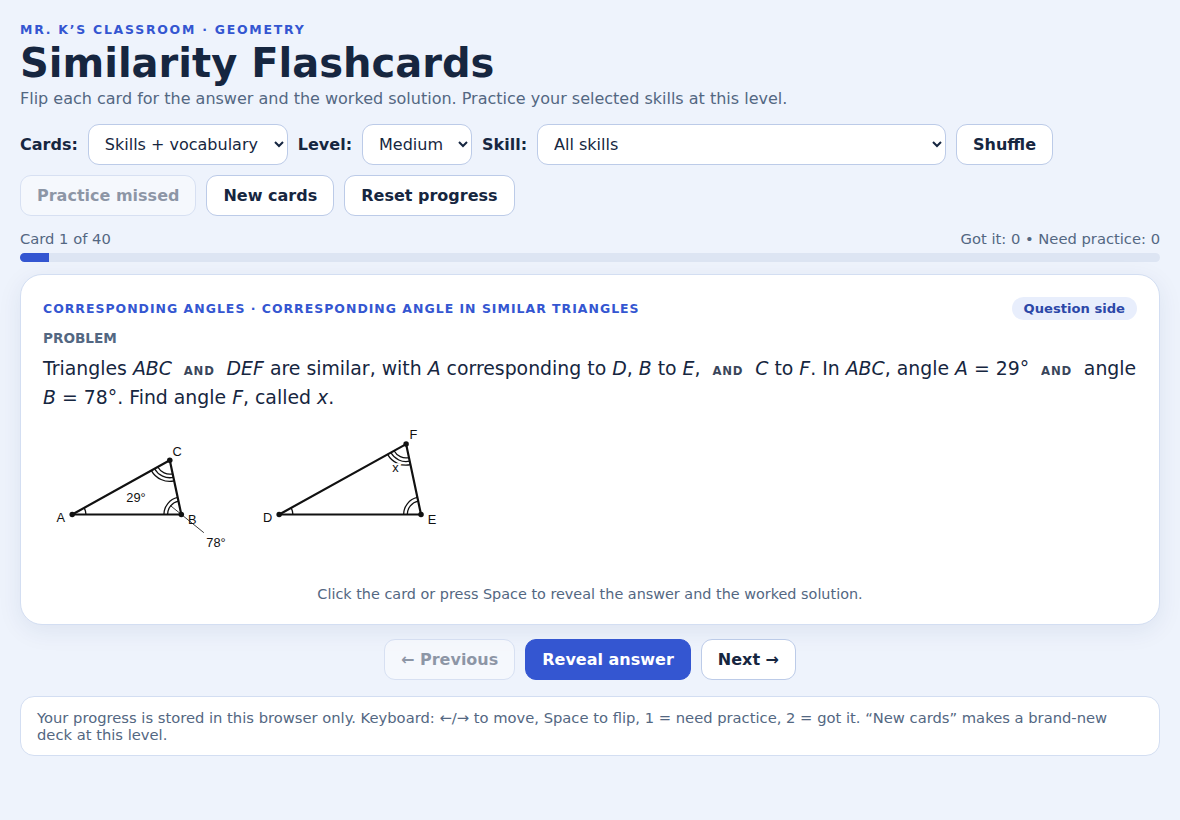 MR. K’S CLASSROOM · GEOMETRY
Similarity Flashcards
Flip each card for the answer and the worked solution. Practice your selected skills at this level.
Cards: Skills + vocabulary Level: Medium Skill: All skills Shuffle
Practice missed New cards Reset progress
Card 1 of 40 Got it: 0 • Need practice: 0
CORRESPONDING ANGLES · CORRESPONDING ANGLE IN SIMILAR TRIANGLES Question side
PROBLEM
Triangles ABC AND DEF are similar, with A corresponding to D, B to E, AND C to F. In ABC, angle A = 29° AND angle
B = 78°. Find angle F, called x.
F
C
x
29°
A B D E
78°
Click the card or press Space to reveal the answer and the worked solution.
← Previous Reveal answer Next →
Your progress is stored in this browser only. Keyboard: ←/→ to move, Space to flip, 1 = need practice, 2 = got it. “New cards” makes a brand-new
deck at this level.